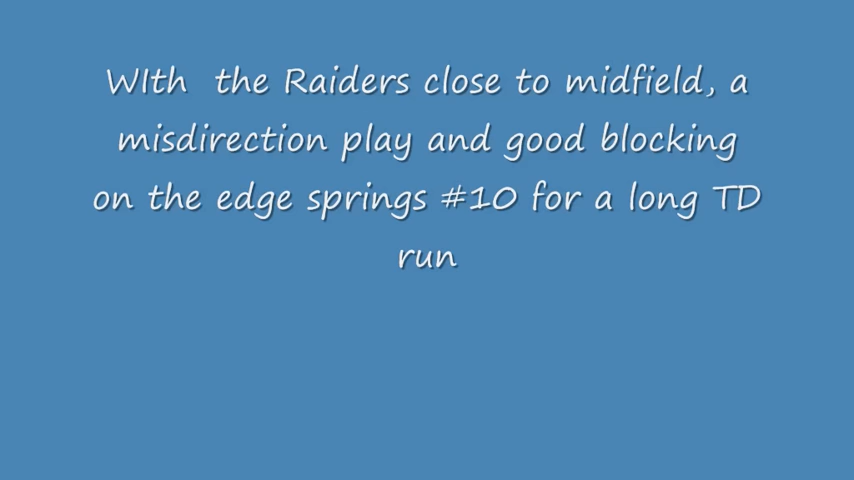 WIth  the Raiders close to midfield, a
misdirection play and good blocking
on the edge springs #10 for a long TD
run